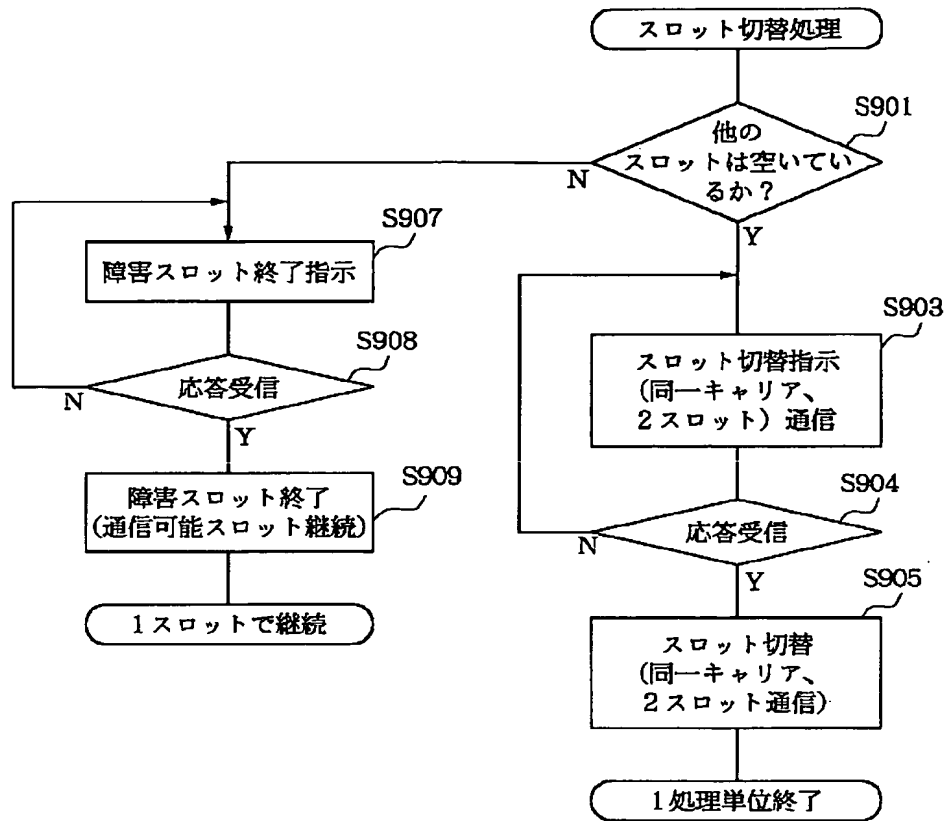 スロット切替処理
S901
他の
スロットは空いてい
るか？
N
Y
S907
障害スロット終了指示
S908
応答受信
N
Y
S909
障害スロット終了
(通信可能スロット継続)
1スロットで継続
S903
スロット切替指示
(同一キャリア、
2スロット）通信
S904
応答受信
N
Y
S905
スロット切替
(同一キャリア、
2スロット通信)
1処理単位終了